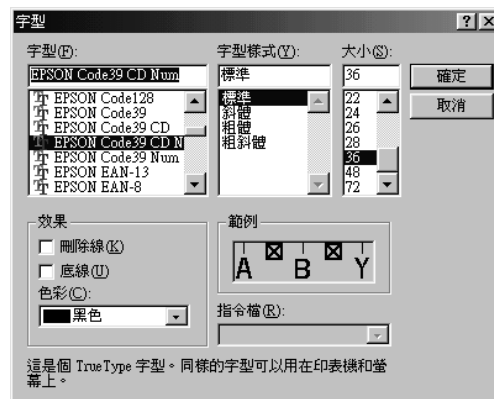 字型
字型(F):
EPSON Code39 CD Num
EPSON Code128
EPSON Code39
EPSON Code39 CD
EPSON Code39 CD N
EPSON Code39 Num
EPSON EAN-13
EPSON EAN-8
字型樣式(Y):
標準
標準
斜體
粗體
粗斜體
大小(S):
36
22
24
26
28
36
48
72
確定
取消
效果
刪除線(K)
底線(U)
色彩(C):
黑色
範例
A B Y
指令檔(R):
這是個 TrueType 字型。同樣的字型可以用在印表機和螢
幕上。